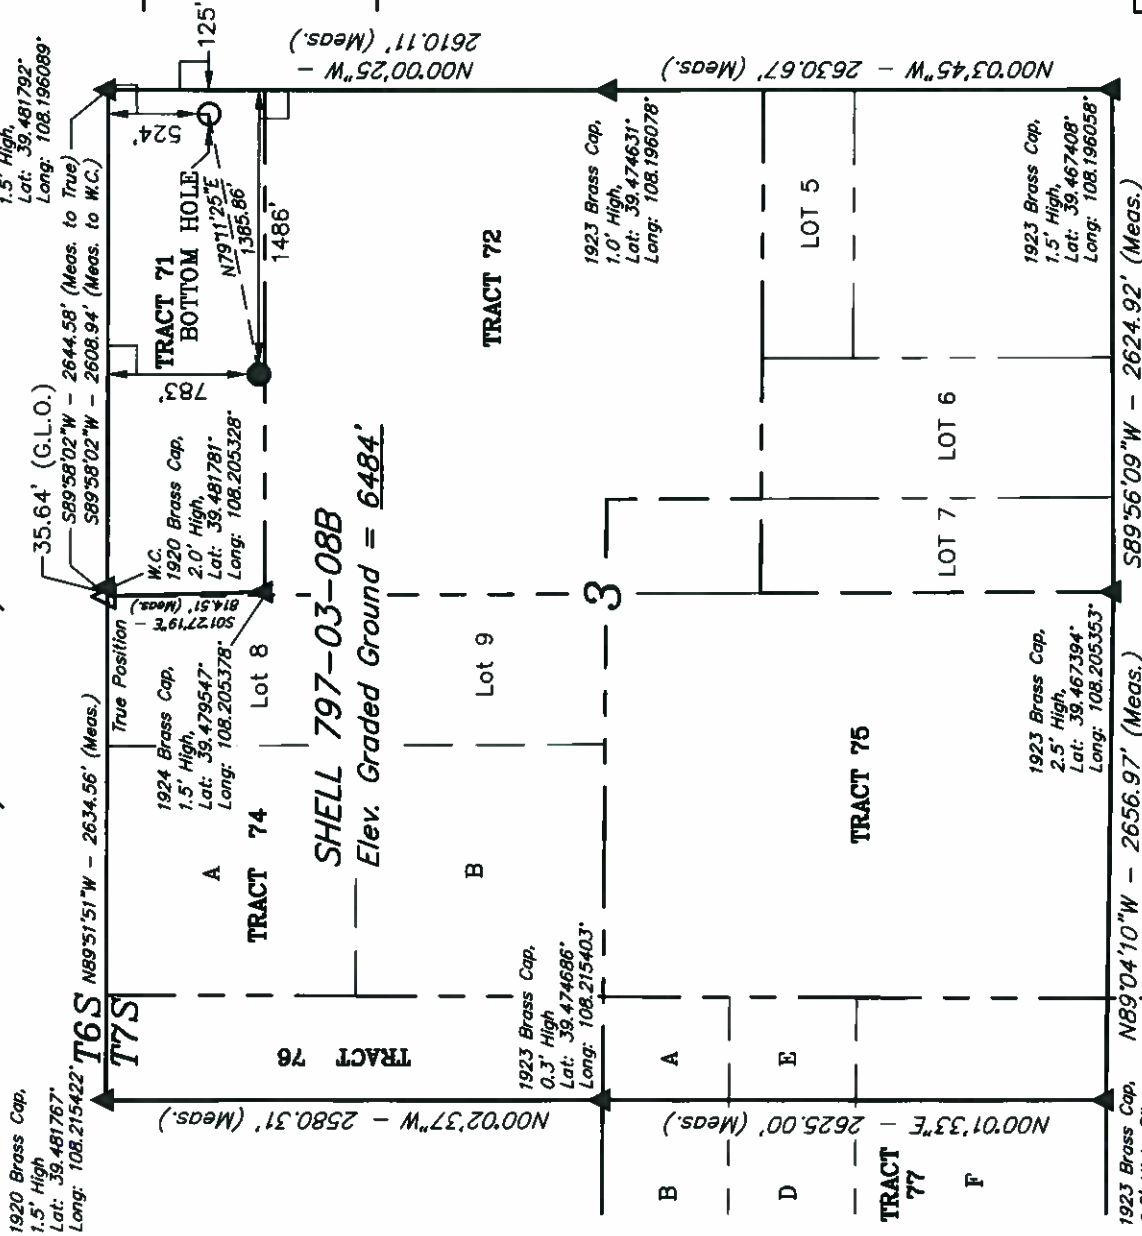 1920 Brass Cap,
1.5' High
Lat: 39.481767°
Long: 108.215422°
T6S
T7S
N89°51'51"W - 2634.56' (Meas.)
True Position
35.64' (G.L.O.)
S89°58'02"W - 2644.58' (Meas. to True)
S89°58'02"W - 2608.94' (Meas. to W.C.)
1.5' High,
Lat: 39.481792°
Long: 108.196089°
W.C.
1920 Brass Cap,
2.0' High,
Lat: 39.481781°
Long: 108.205328°
S01°27'19"E -
814.51' (Meas.)
1924 Brass Cap,
1.5' High,
Lat: 39.479547°
Long: 108.205378°
783'
524'
125'
TRACT 71
BOTTOM HOLE
N79°11'25"E
1385.86'
1486'
N00°00'25"W -
2610.11' (Meas.)
TRACT 76
A
TRACT 74
Lot 8
SHELL 797-03-08B
Elev. Graded Ground = 6484'
B
Lot 9
TRACT 72
N00°02'37"W - 2580.31' (Meas.)
1923 Brass Cap,
0.3' High
Lat: 39.474686°
Long: 108.215403°
3
1923 Brass Cap,
1.0' High,
Lat: 39.474631°
Long: 108.196078°
B
A
D
E
TRACT
77
F
N00°01'33"E - 2625.00' (Meas.)
TRACT 75
LOT 7
LOT 6
LOT 5
N00°03'45"W - 2630.67' (Meas.)
1923 Brass Cap,
2.5' High,
Lat: 39.467394°
Long: 108.205353°
1923 Brass Cap,
1.5' High,
Lat: 39.467408°
Long: 108.196058°
1923 Brass Cap,
N89°04'10"W - 2656.97' (Meas.)
S89°56'09"W - 2624.92' (Meas.)